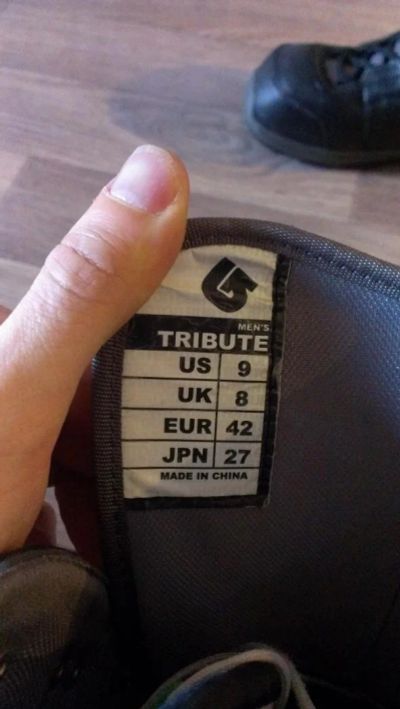 MEN'S
TRIBUTE
US 9
UK 8
EUR 42
JPN 27
MADE IN CHINA